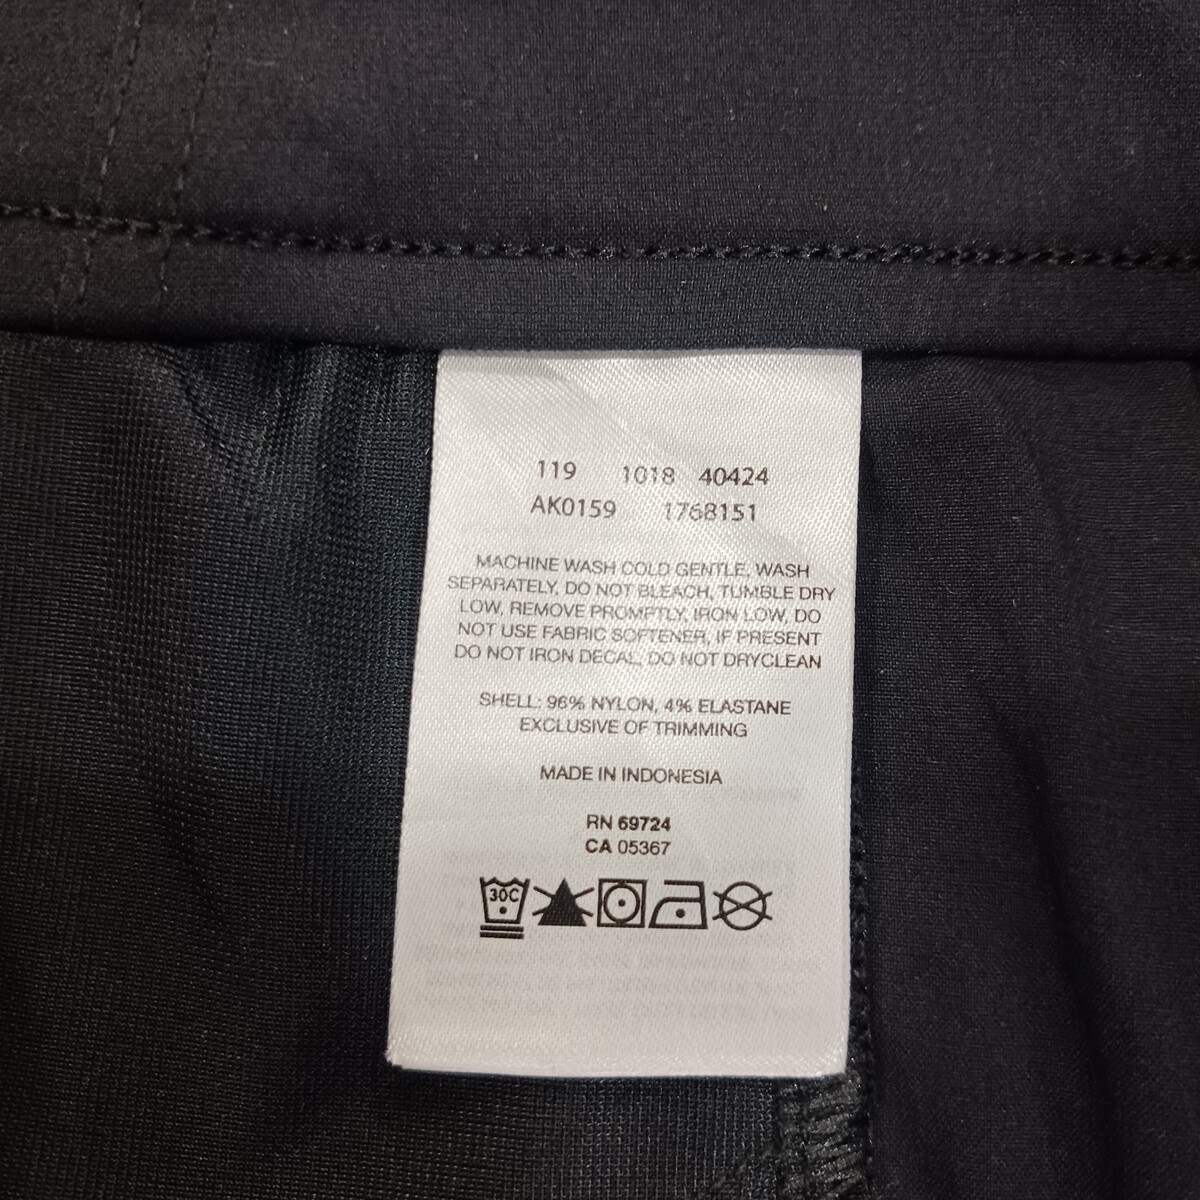 119 1018 40424
AK0159 1768151
MACHINE WASH COLD GENTLE, WASH
SEPARATELY, DO NOT BLEACH, TUMBLE DRY
LOW, REMOVE PROMPTLY, IRON LOW, DO
NOT USE FABRIC SOFTENER, IF PRESENT
DO NOT IRON DECAL, DO NOT DRYCLEAN
SHELL: 96% NYLON, 4% ELASTANE
EXCLUSIVE OF TRIMMING
MADE IN INDONESIA
RN 69724
CA 05367
30C